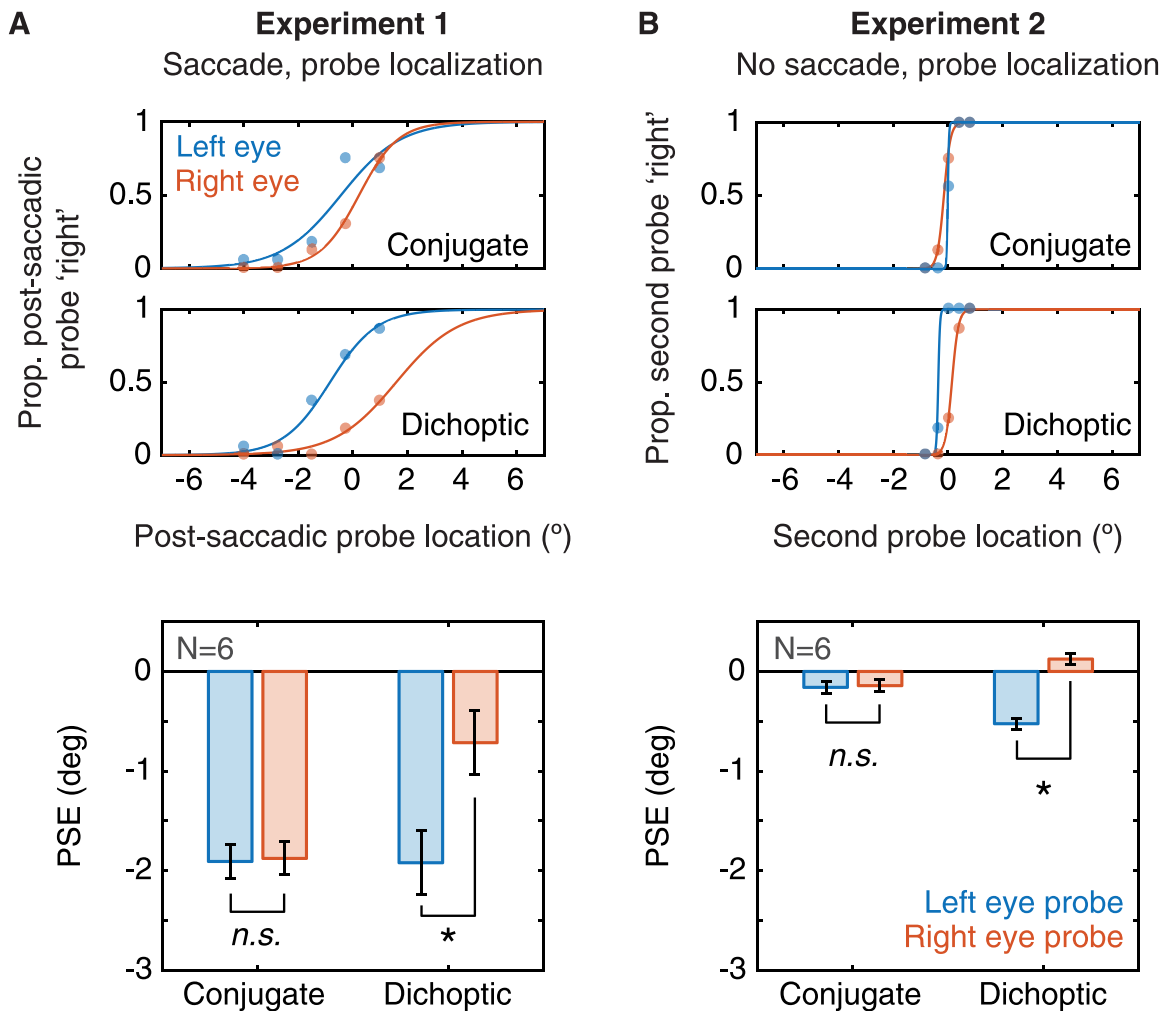 A
Experiment 1
Saccade, probe localization
Prop. post-saccadic
probe ‘right’
1
0.5
0
Left eye
Right eye
Conjugate
1
0.5
0
Dichoptic
-6 -4 -2 0 2 4 6
Post-saccadic probe location (º)
PSE (deg)
0
-1
-2
-3
N=6
n.s.
*
Conjugate Dichoptic
B
Experiment 2
No saccade, probe localization
Prop. second probe ‘right’
1
0.5
0
Conjugate
1
0.5
0
Dichoptic
-6 -4 -2 0 2 4 6
Second probe location (º)
PSE (deg)
0
-1
-2
-3
N=6
n.s.
*
Left eye probe
Right eye probe
Conjugate Dichoptic